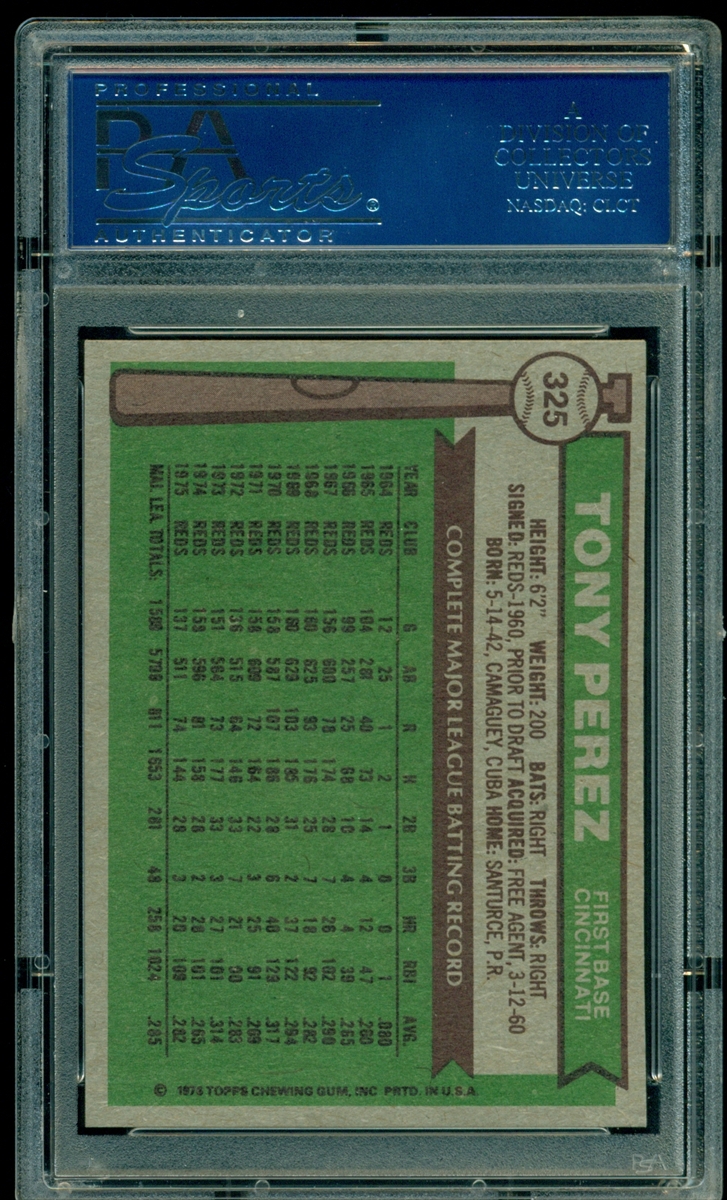 PROFESSIONAL
PSA
Sports®
AUTHENTICATOR
A
DIVISION OF
COLLECTORS
UNIVERSE
NASDAQ: CLCT
325
TONY PEREZ
FIRST BASE
CINCINNATI
HEIGHT: 6'2" WEIGHT: 200 BATS: RIGHT THROWS: RIGHT
SIGNED: REDS-1960, PRIOR TO DRAFT ACQUIRED: FREE AGENT, 3-12-60
BORN: 5-14-42, CAMAGUEY, CUBA HOME: SANTURCE, P.R.
COMPLETE MAJOR LEAGUE BATTING RECORD
YEAR CLUB G AB R H 2B 3B HR RBI AVG.
1964 REDS 12 25 1 2 1 0 0 1 .080
1965 REDS 104 281 40 73 14 4 12 47 .260
1966 REDS 99 257 25 68 10 4 4 39 .265
1967 REDS 156 600 78 174 28 7 26 102 .290
1968 REDS 160 625 93 176 25 7 18 92 .282
1969 REDS 160 629 103 185 31 2 37 122 .294
1970 REDS 158 587 107 186 28 6 40 129 .317
1971 REDS 158 609 72 164 22 3 25 91 .269
1972 REDS 136 515 64 146 33 7 21 90 .283
1973 REDS 151 564 73 177 33 3 27 101 .314
1974 REDS 158 596 81 158 28 2 28 101 .265
1975 REDS 137 511 74 144 28 3 20 109 .282
MAJ. LEA. TOTALS: 1589 5799 811 1653 281 48 258 1024 .285
© 1976 TOPPS CHEWING GUM, INC. PRTD. IN U.S.A.
PSA